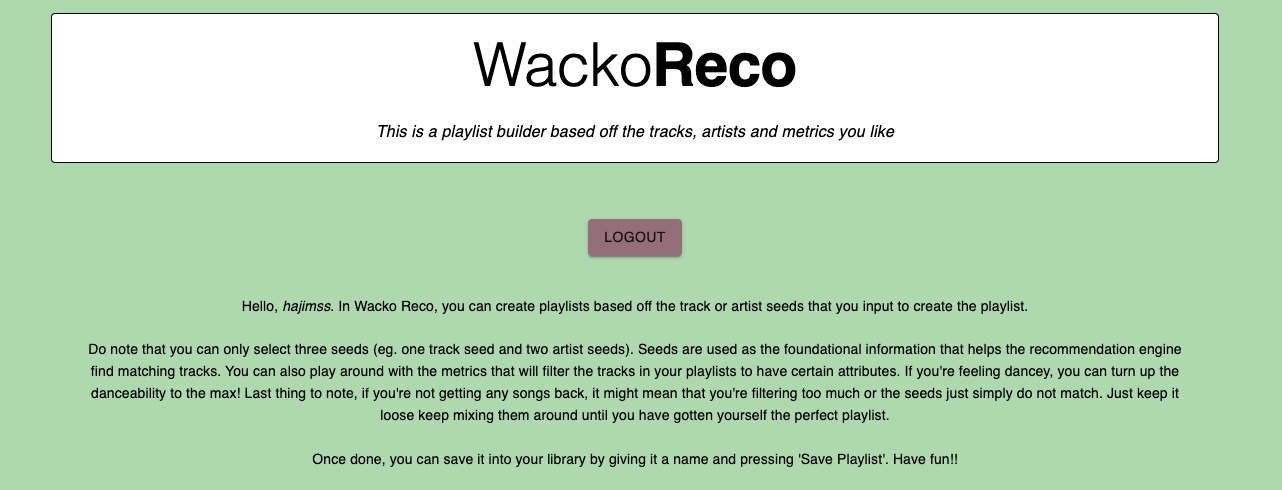 WackoReco
This is a playlist builder based off the tracks, artists and metrics you like
LOGOUT
Hello, hajimss. In Wacko Reco, you can create playlists based off the track or artist seeds that you input to create the playlist.
Do note that you can only select three seeds (eg. one track seed and two artist seeds). Seeds are used as the foundational information that helps the recommendation engine
find matching tracks. You can also play around with the metrics that will filter the tracks in your playlists to have certain attributes. If you're feeling dancey, you can turn up the
danceability to the max! Last thing to note, if you're not getting any songs back, it might mean that you're filtering too much or the seeds just simply do not match. Just keep it
loose keep mixing them around until you have gotten yourself the perfect playlist.
Once done, you can save it into your library by giving it a name and pressing 'Save Playlist'. Have fun!!